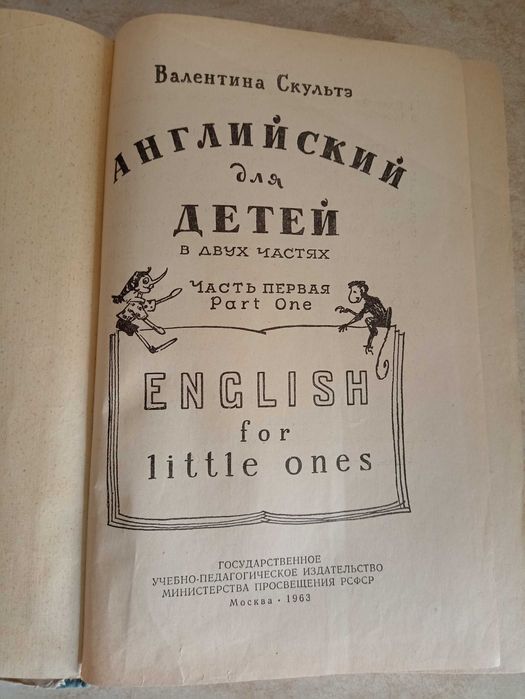 Валентина Скультэ
АНГЛИЙСКИЙ
для
ДЕТЕЙ
В ДВУХ ЧАСТЯХ
ЧАСТЬ ПЕРВАЯ
Part One
ENGLISH
for
little ones
ГОСУДАРСТВЕННОЕ
УЧЕБНО-ПЕДАГОГИЧЕСКОЕ ИЗДАТЕЛЬСТВО
МИНИСТЕРСТВА ПРОСВЕЩЕНИЯ РСФСР
Москва · 1963